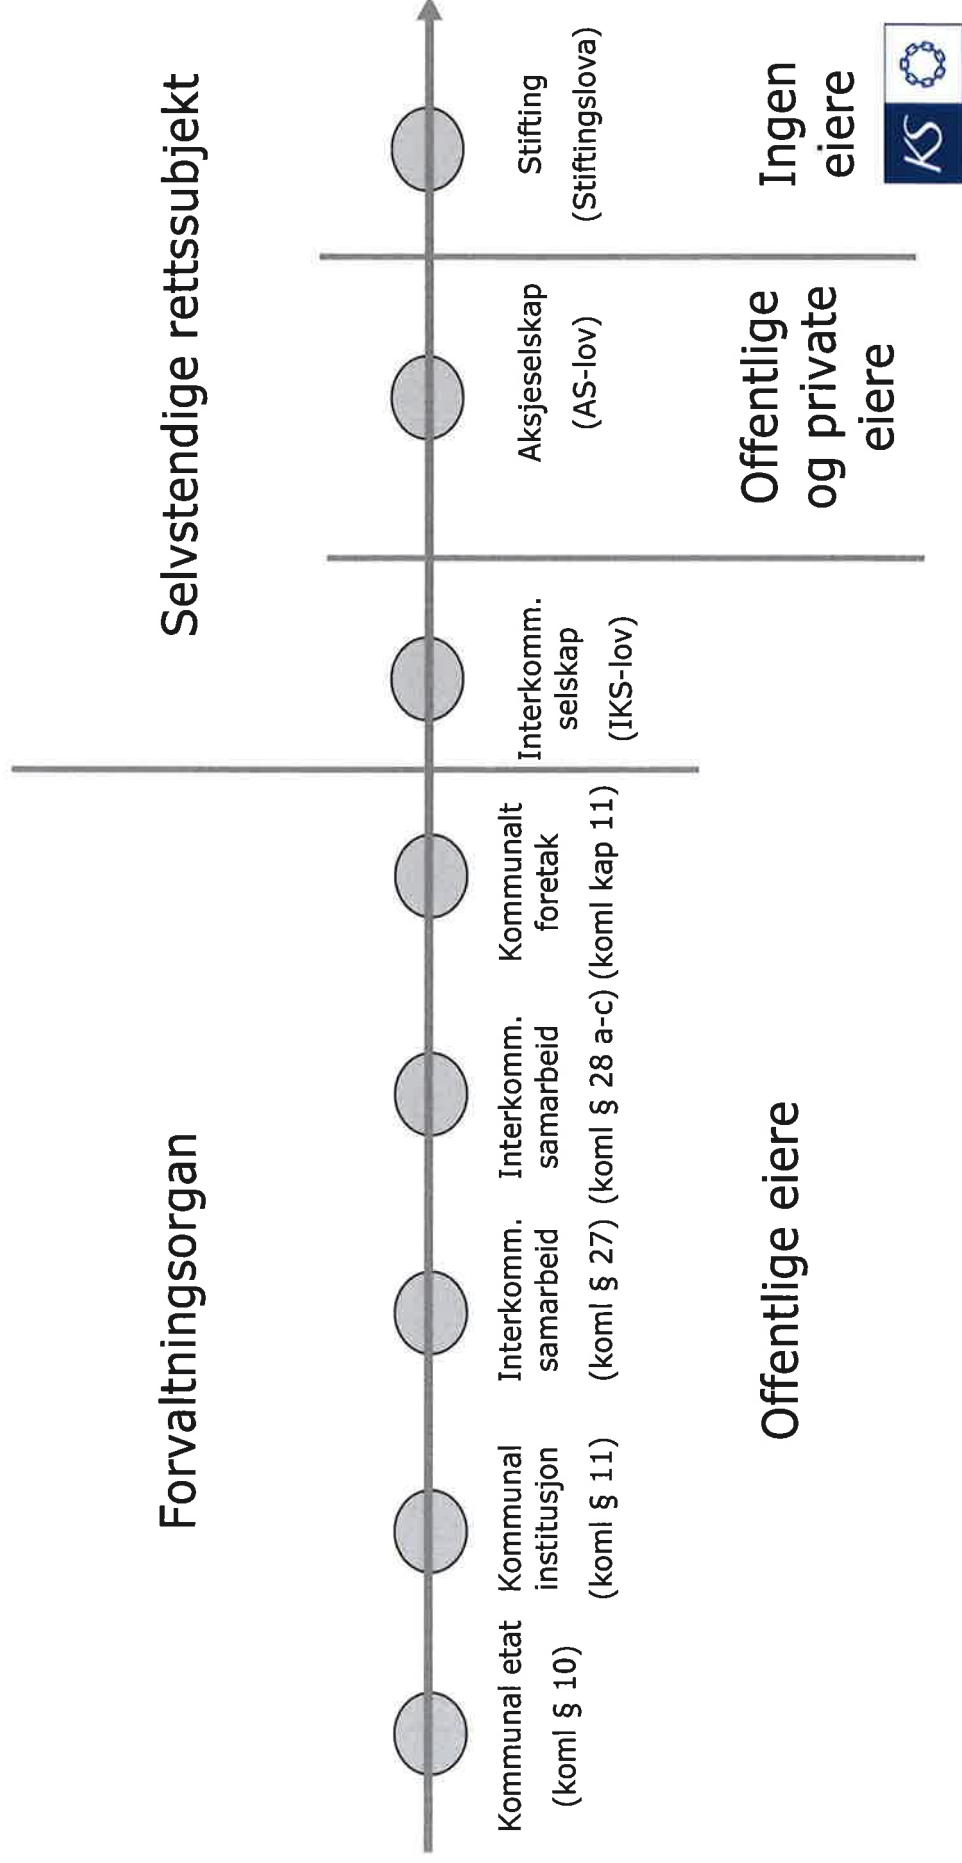 Forvaltningsorgan
Selvstendige rettssubjekt
Kommunal etat
(koml § 10)
Kommunal
institusjon
(koml § 11)
Interkomm.
samarbeid
(koml § 27)
Interkomm.
samarbeid
(koml § 28 a-c)
Kommunalt
foretak
(koml kap 11)
Interkomm.
selskap
(IKS-lov)
Aksjeselskap
(AS-lov)
Stifting
(Stiftingslova)
Offentlige eiere
Offentlige
og private
eiere
Ingen
eiere
KS